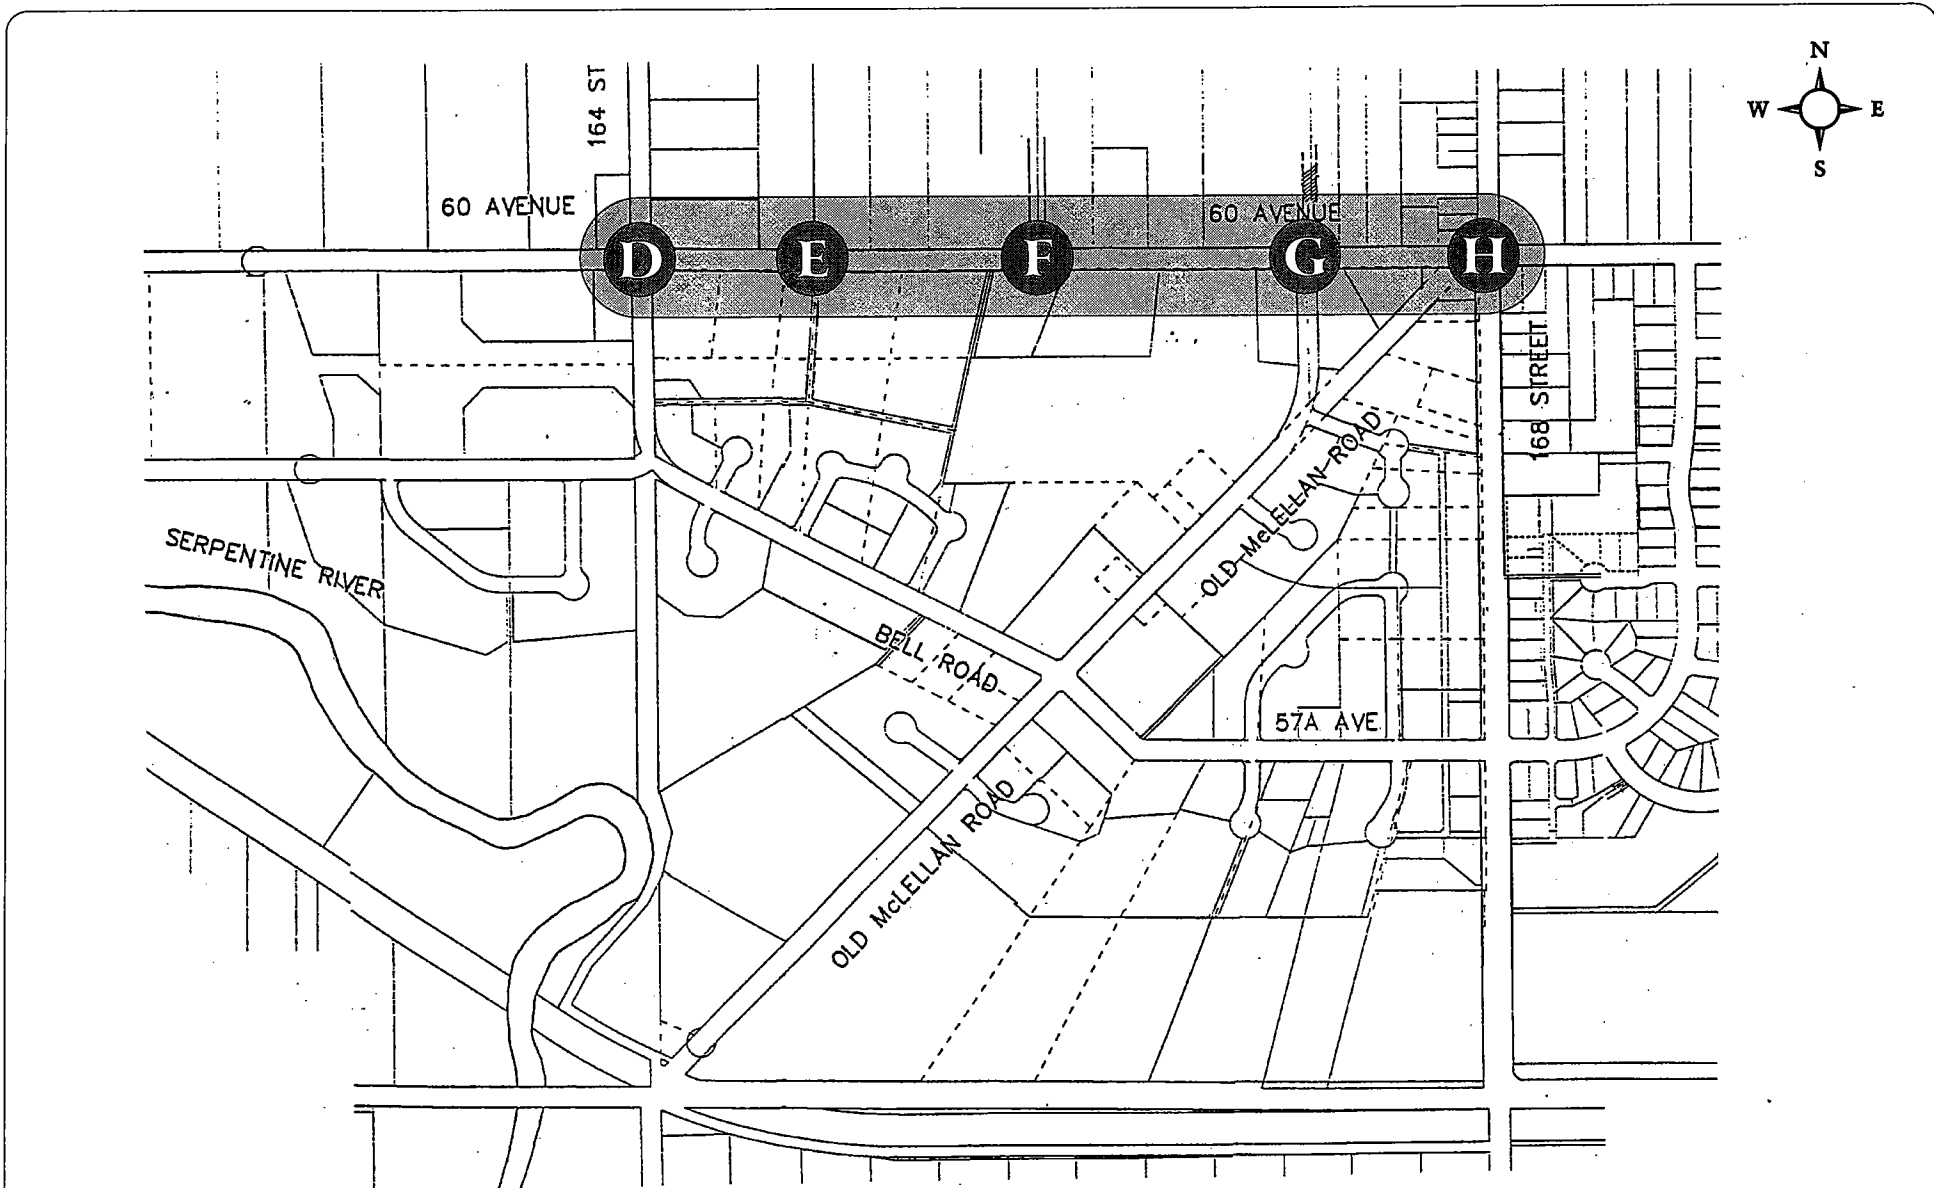 N
W E
S
164 ST
60 AVENUE
60 AVENUE
D E F G H
168 STREET
OLD McLELLAN ROAD
SERPENTINE RIVER
BELL ROAD
57A AVE
OLD McLELLAN ROAD